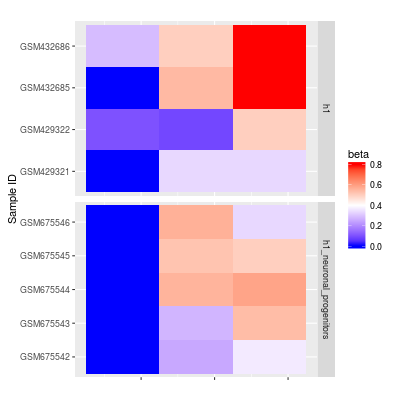 GSM432686
GSM432685
GSM429322
GSM429321
h1
GSM675546
GSM675545
GSM675544
GSM675543
GSM675542
h1_neuronal_progenitors
Sample ID
beta
0.8
0.6
0.4
0.2
0.0